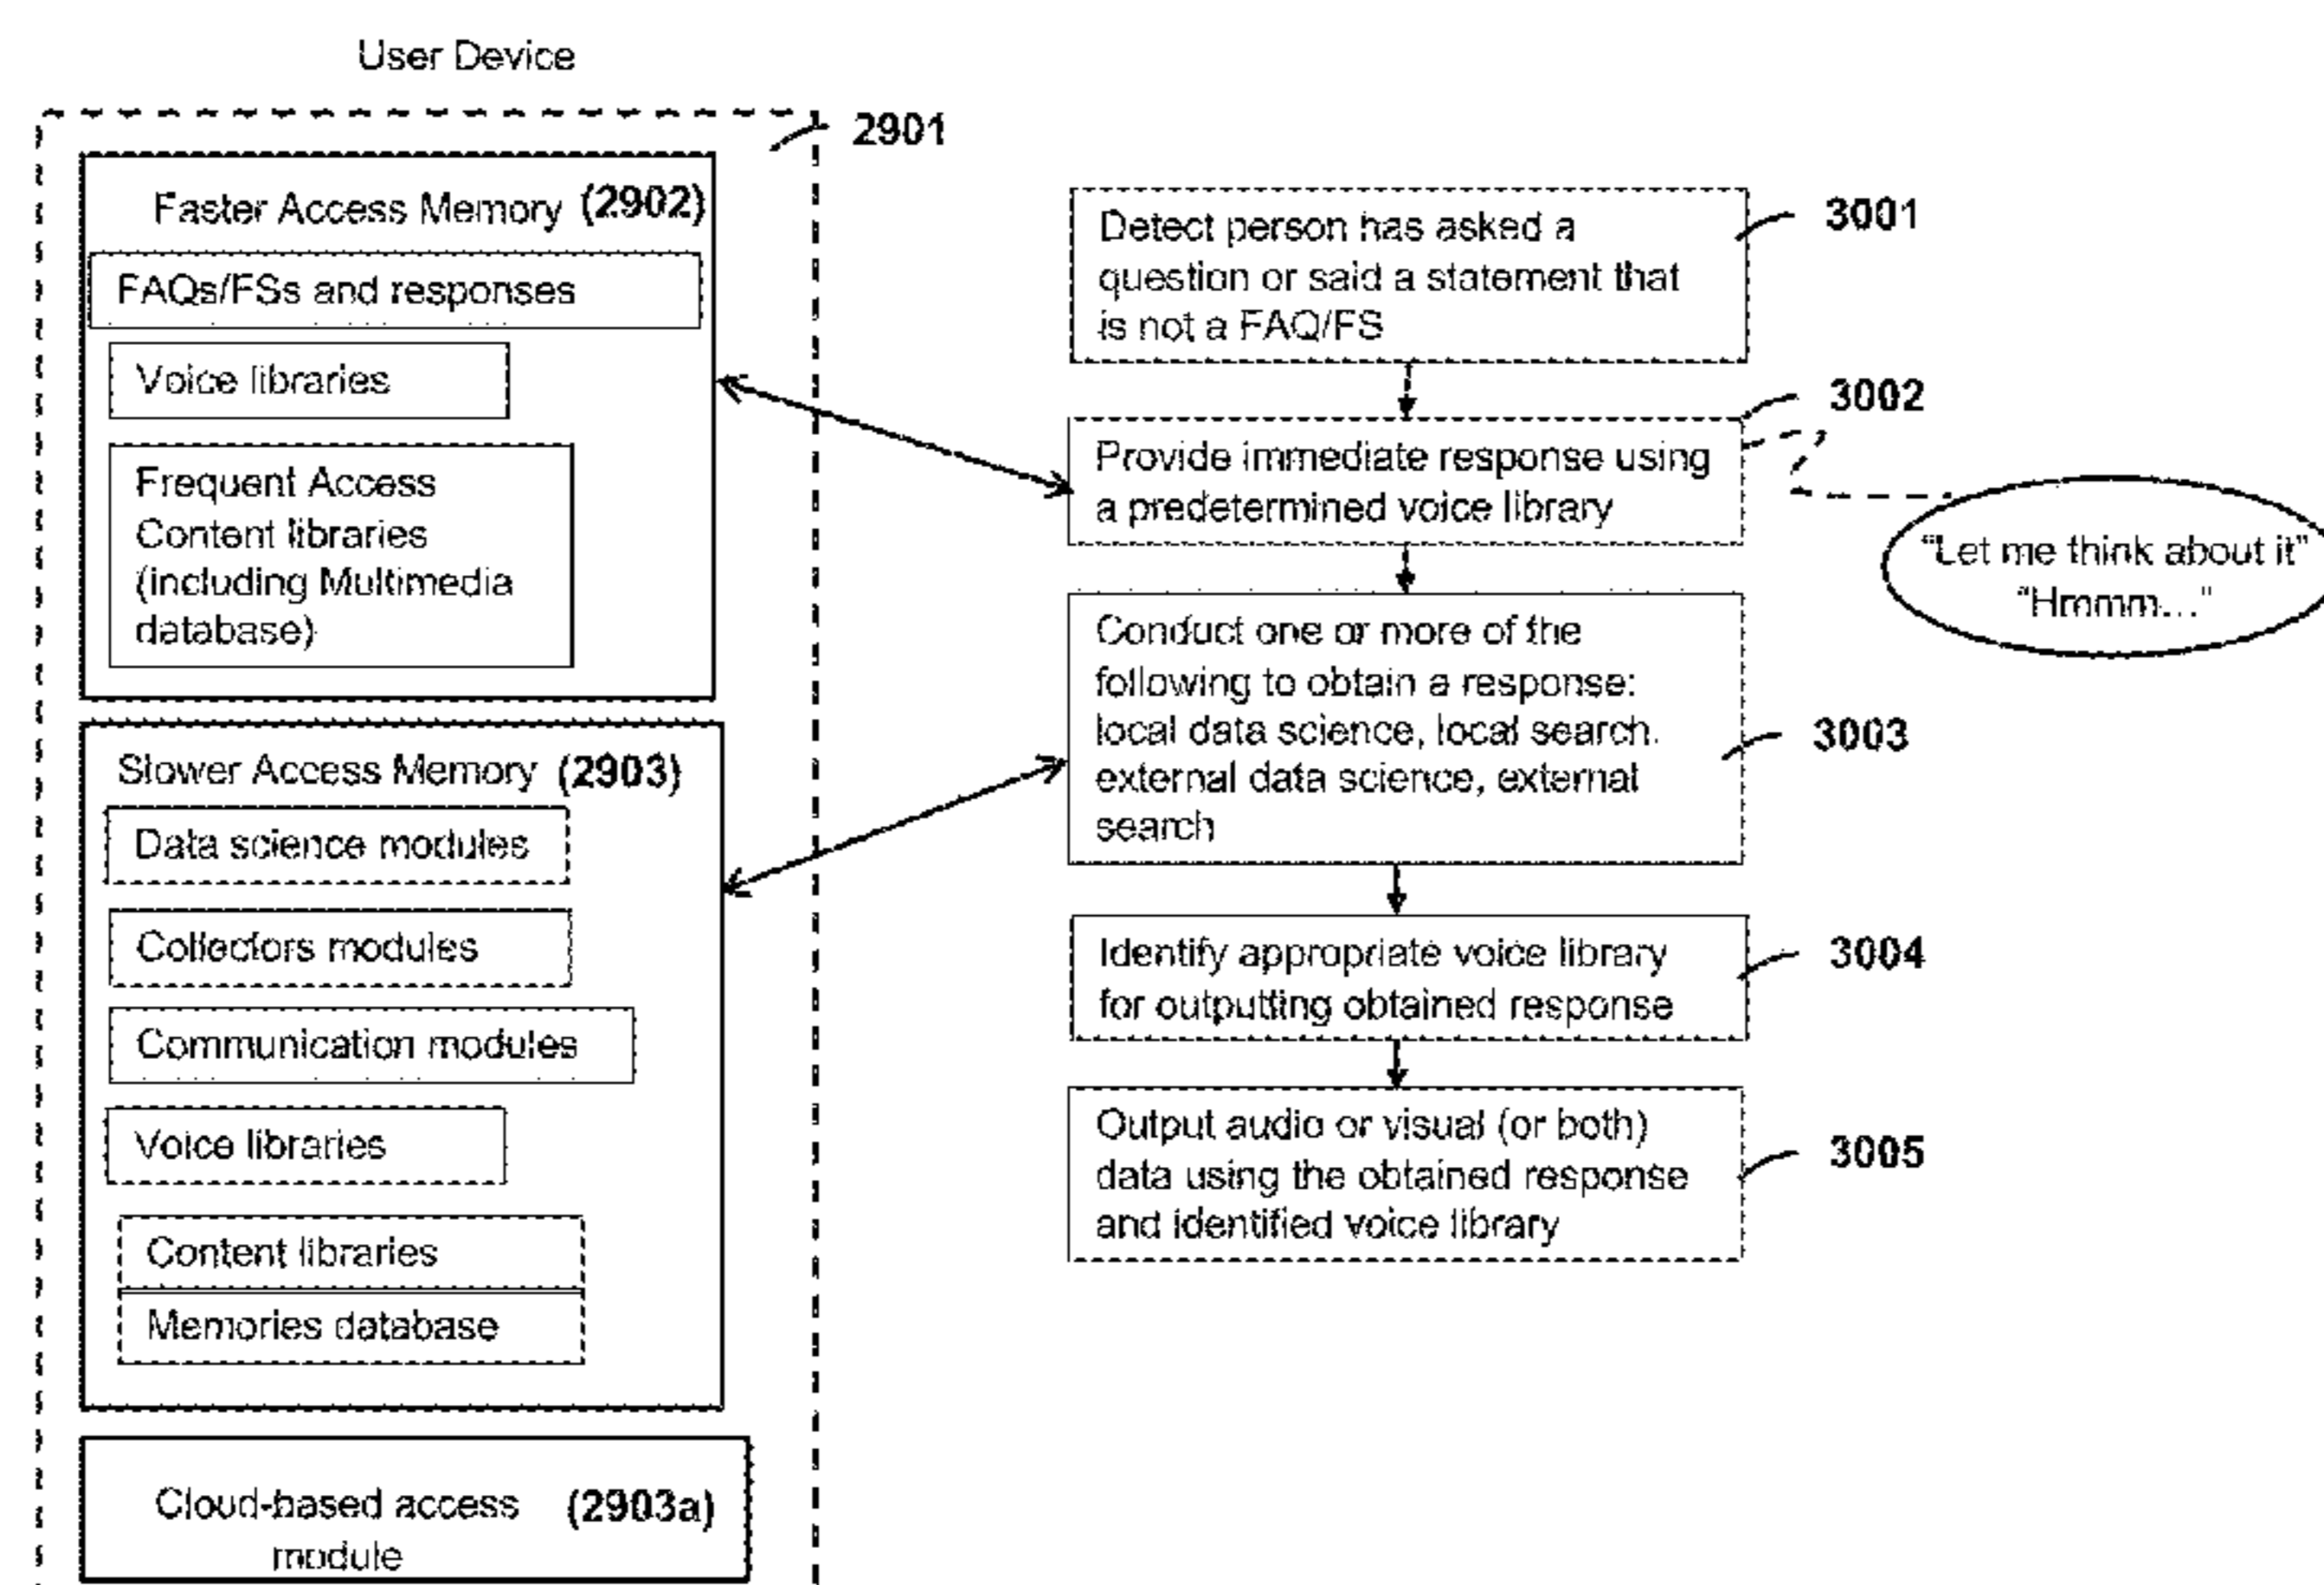 User Device
2901
Faster Access Memory (2902)
FAQs/FSs and responses
Voice libraries
Frequent Access
Content libraries
(including Multimedia
database)
Slower Access Memory (2903)
Data science modules
Collectors modules
Communication modules
Voice libraries
Content libraries
Memories database
Cloud-based access (2903a)
module
Detect person has asked a
question or said a statement that
is not a FAQ/FS
3001
Provide immediate response using
a predetermined voice library
3002
"Let me think about it"
"Hmmm..."
Conduct one or more of the
following to obtain a response:
local data science, local search.
external data science, external
search
3003
Identify appropriate voice library
for outputting obtained response
3004
Output audio or visual (or both)
data using the obtained response
and identified voice library
3005